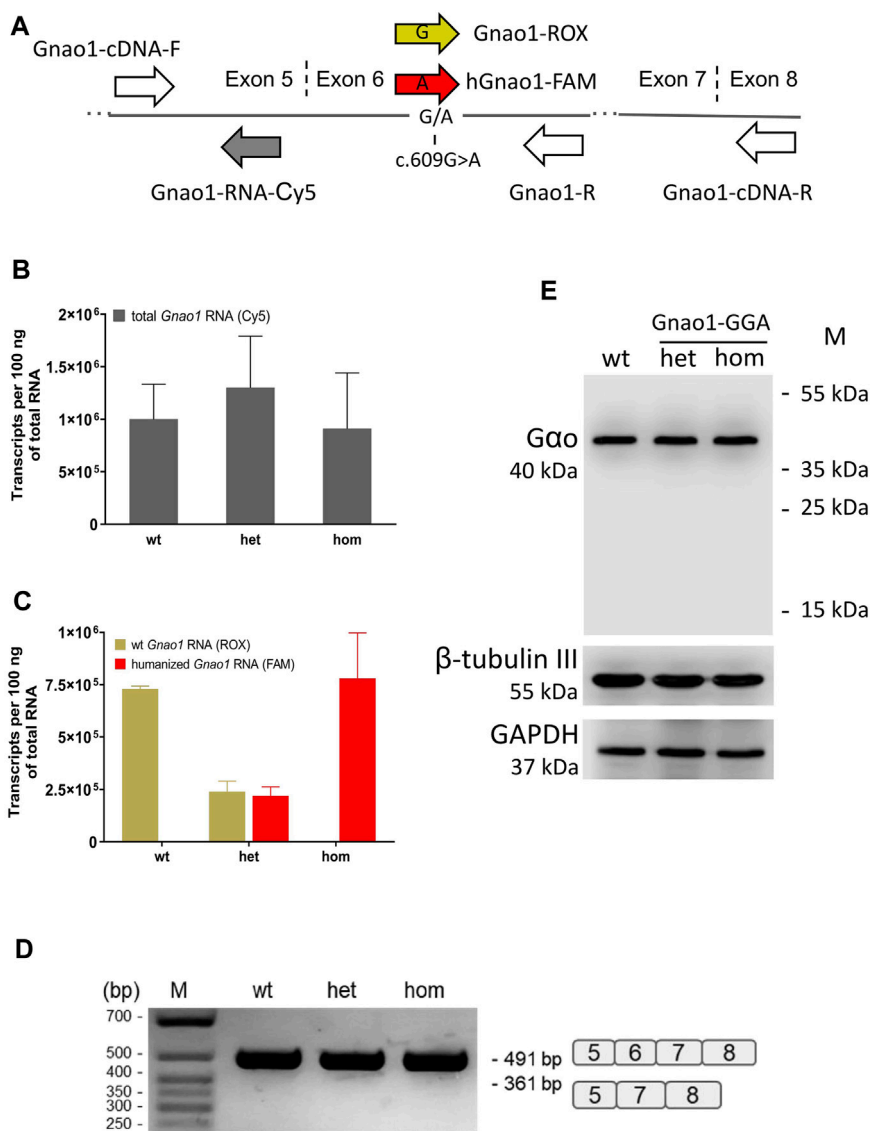 A
Gnao1-cDNA-F
G
Gnao1-ROX
Exon 5
Exon 6
A
hGnao1-FAM
Exon 7
Exon 8
G/A
c.609G>A
Gnao1-RNA-Cy5
Gnao1-R
Gnao1-cDNA-R
B
Transcripts per 100 ng
of total RNA
total Gnao1 RNA (Cy5)
2×10⁶
1.5×10⁶
1×10⁶
5×10⁵
0
wt
het
hom
C
Transcripts per 100 ng
of total RNA
wt Gnao1 RNA (ROX)
humanized Gnao1 RNA (FAM)
1×10⁶
7.5×10⁵
5×10⁵
2.5×10⁵
0
wt
het
hom
E
Gnao1-GGA
M
wt
het
hom
- 55 kDa
Gαo
40 kDa
- 35 kDa
- 25 kDa
- 15 kDa
β-tubulin III
55 kDa
GAPDH
37 kDa
D
(bp)
M
wt
het
hom
700 -
500 -
400 -
350 -
300 -
250 -
- 491 bp
5 6 7 8
- 361 bp
5 7 8